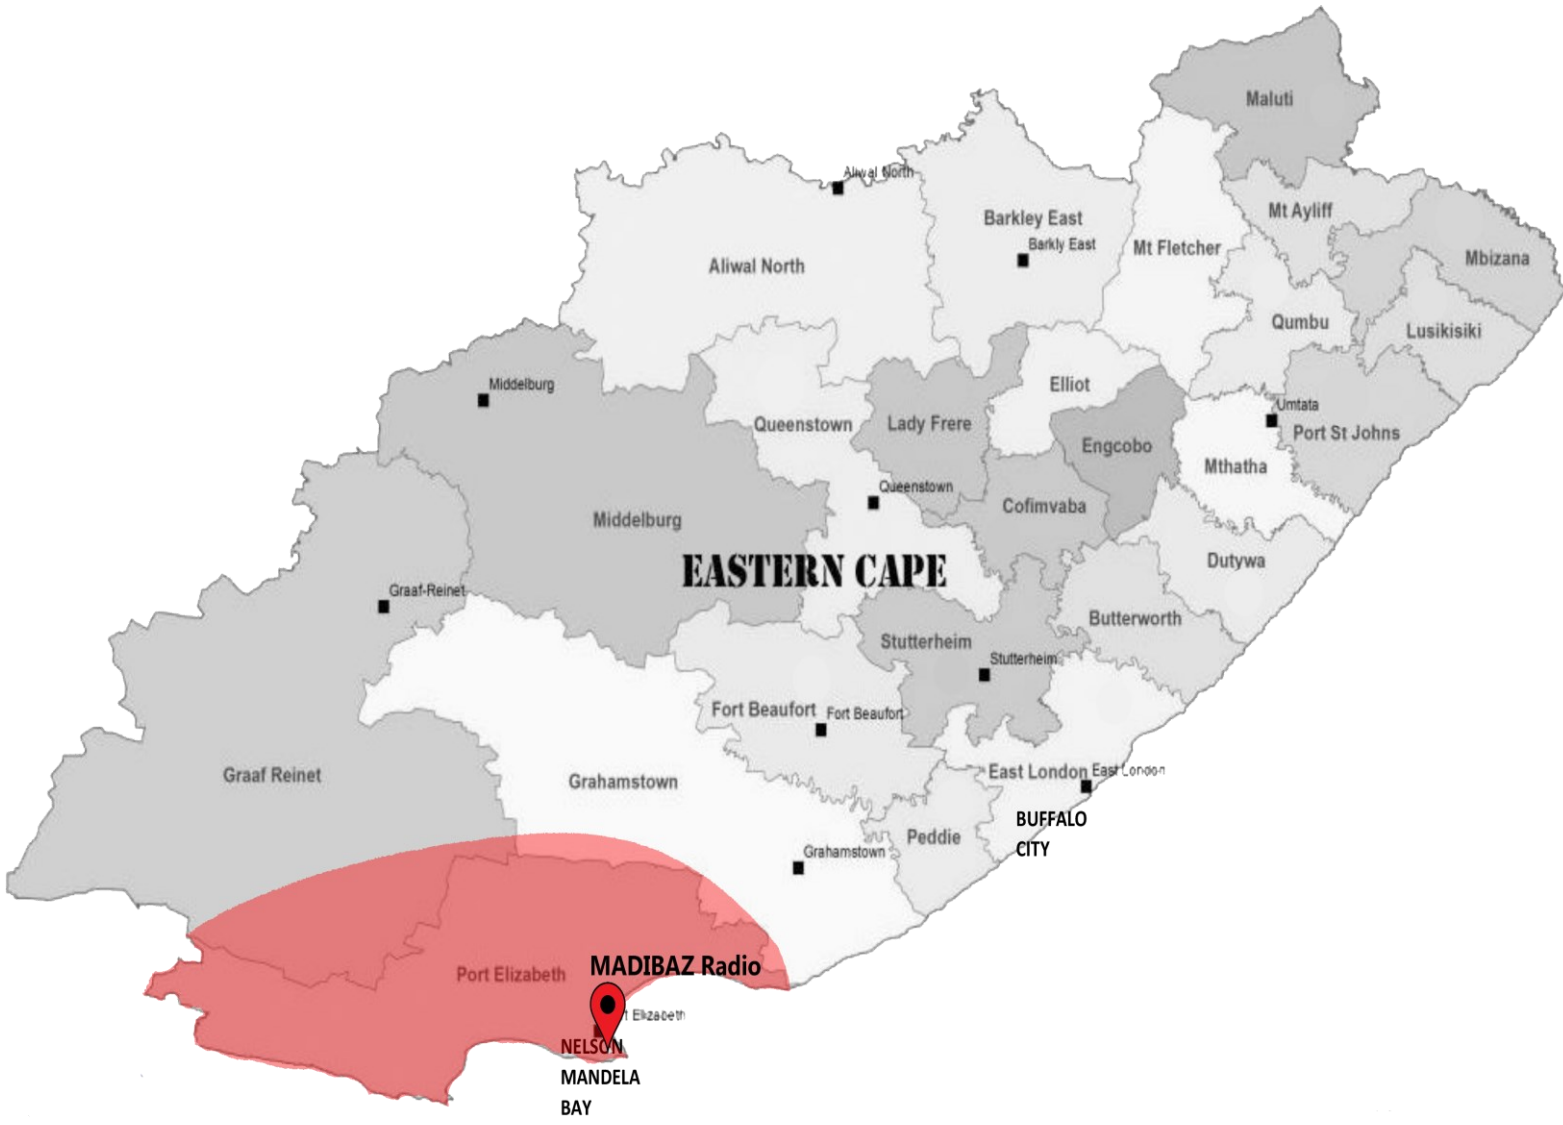 Maluti
Aliwal North
Mt Ayliff
Barkley East
Barkly East
Mt Fletcher
Mbizana
Aliwal North
Qumbu
Lusikisiki
Middelburg
Elliot
Umtata
Queenstown
Lady Frere
Port St Johns
Engcobo
Mthatha
Queenstown
Cofimvaba
Middelburg
EASTERN CAPE
Dutywa
Graaf-Reinet
Butterworth
Stutterheim
Stutterheim
Fort Beaufort
Fort Beaufort
Graaf Reinet
Grahamstown
East London
East London
BUFFALO
CITY
Peddie
Grahamstown
MADIBAZ Radio
Port Elizabeth
Elizabeth
NELSON
MANDELA
BAY